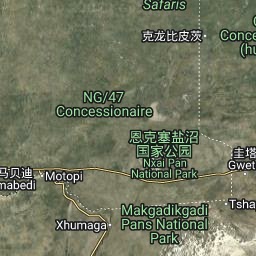 Safaris
克龙比皮茨
Conce
(hu
NG/47
Concessionaire
恩克塞盐沼
国家公园
Nxai Pan
National Park
圭塔
Gwet
马贝迪
mabedi
Motopi
Makgadikgadi
Pans National
Park
Tsha
Xhumaga